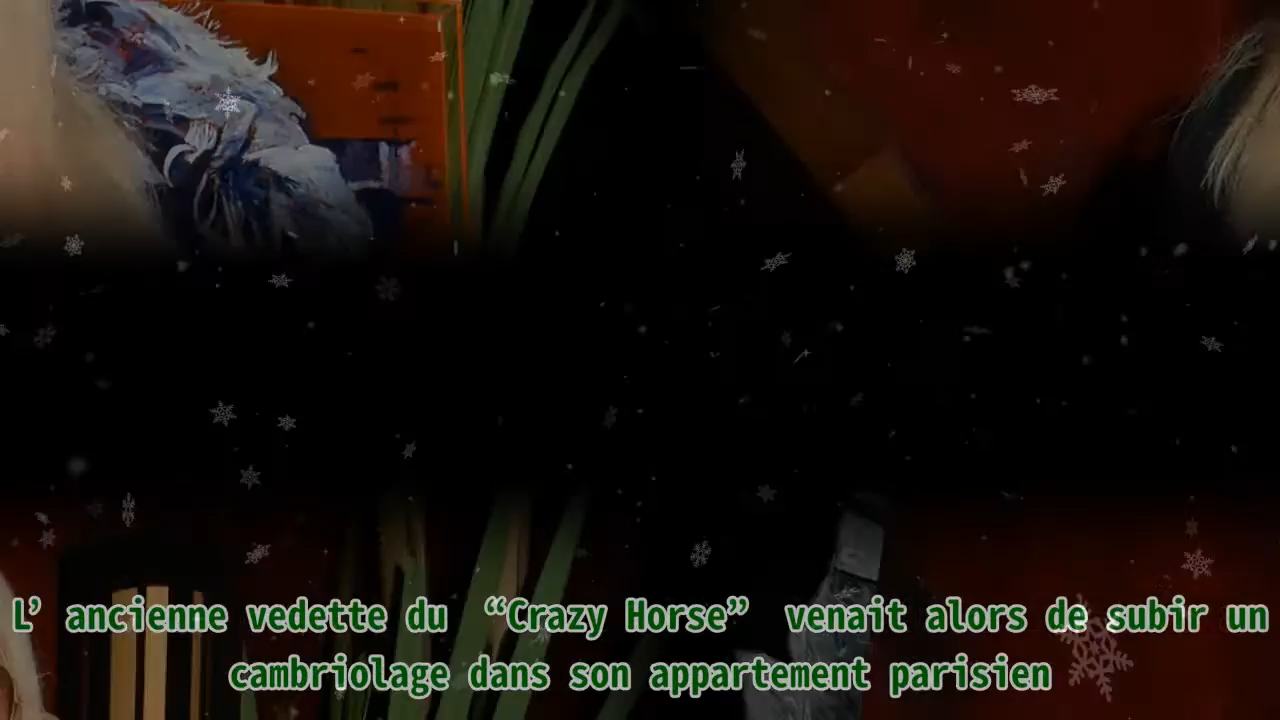 L’ ancienne vedette du “Crazy Horse” venait alors de subir un
cambriolage dans son appartement parisien